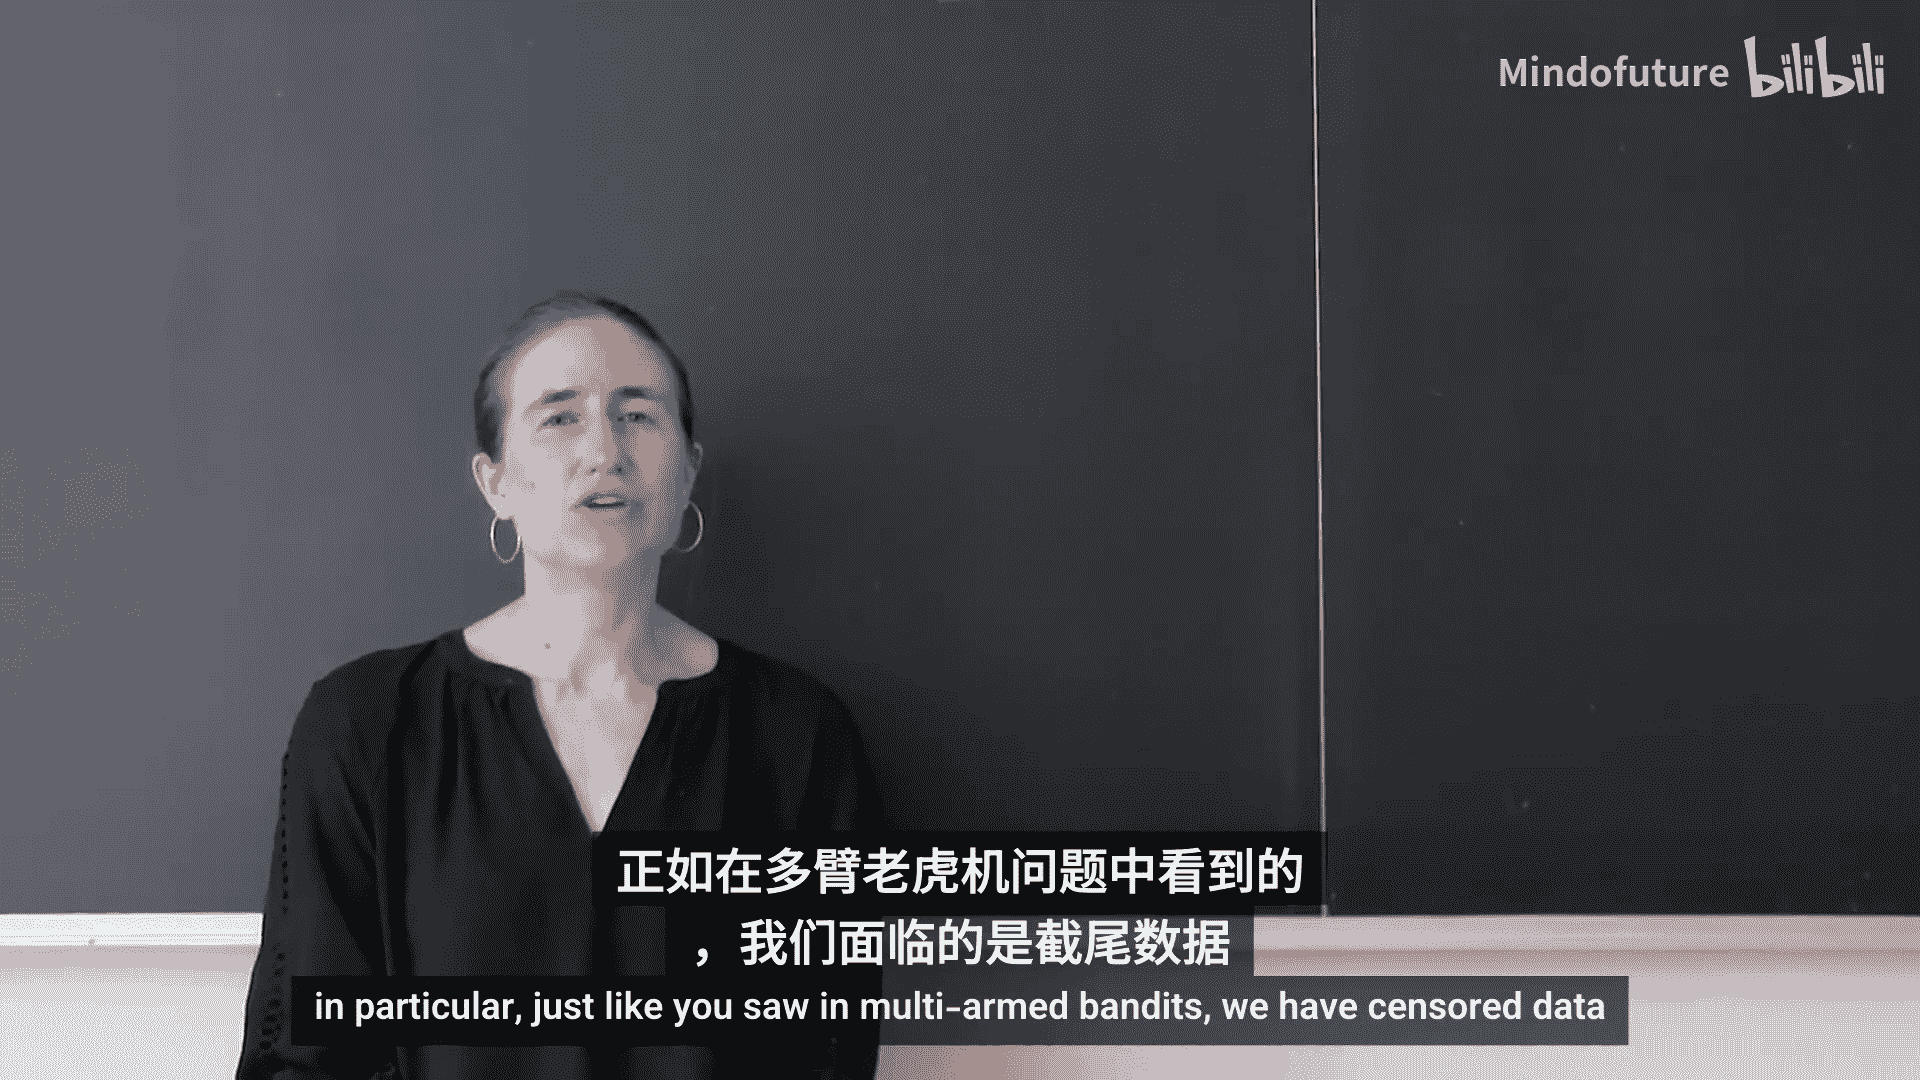 Mindofuture bilibili
正如在多臂老虎机问题中看到的
，我们面临的是截尾数据
in particular, just like you saw in multi-armed bandits, we have censored data